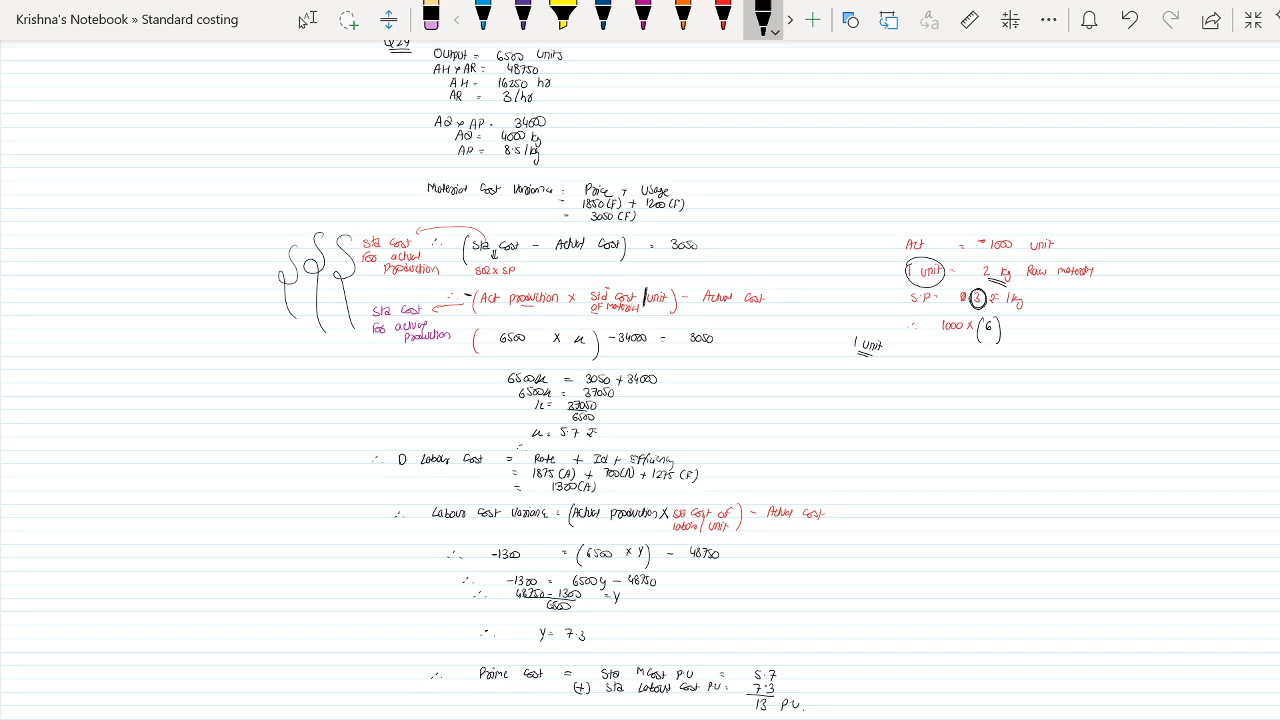 Krishna's Notebook » Standard costing
Q24
Output = 6500 units
AH x AR = 48750
AH = 16250 hr
AR = 3/hr
AQ x AP = 34000
AQ = 4000 kg
AP = 8.5/kg
Material Cost Variance = Price + Usage
= 1850(F) + 1200(F)
= 3050(F)
Std Cost
For actual
Production
∴ (Std Cost - Actual Cost) = 3050
SQ x SP
Std Cost
For actual
production
∴ (Act production x Std Cost/unit) - Actual Cost
of Material
(6500 x x) - 34000 = 3050
6500x = 3050 + 34000
6500x = 37050
x = 37050
6500
x = 5.7
∴ D Labour Cost = Rate + Idl + Efficiency
= 1875(A) + 700(A) + 1275(F)
= 1300(A)
∴ Labour Cost Variance = (Actual production x Std Cost of labor/unit) - Actual Cost
∴ -1300 = (6500 x y) - 48750
∴ -1300 = 6500y - 48750
∴ 48750 - 1300 = y
6500
∴ y = 7.3
∴ Prime Cost = Std M Cost P.U = 5.7
(+) Std Labour Cost P.U = 7.3
13 P.U.
Act = 1000 unit
1 unit = 2 kg Raw material
S.P = 3 /kg
∴ 1000 x (6)
1 unit